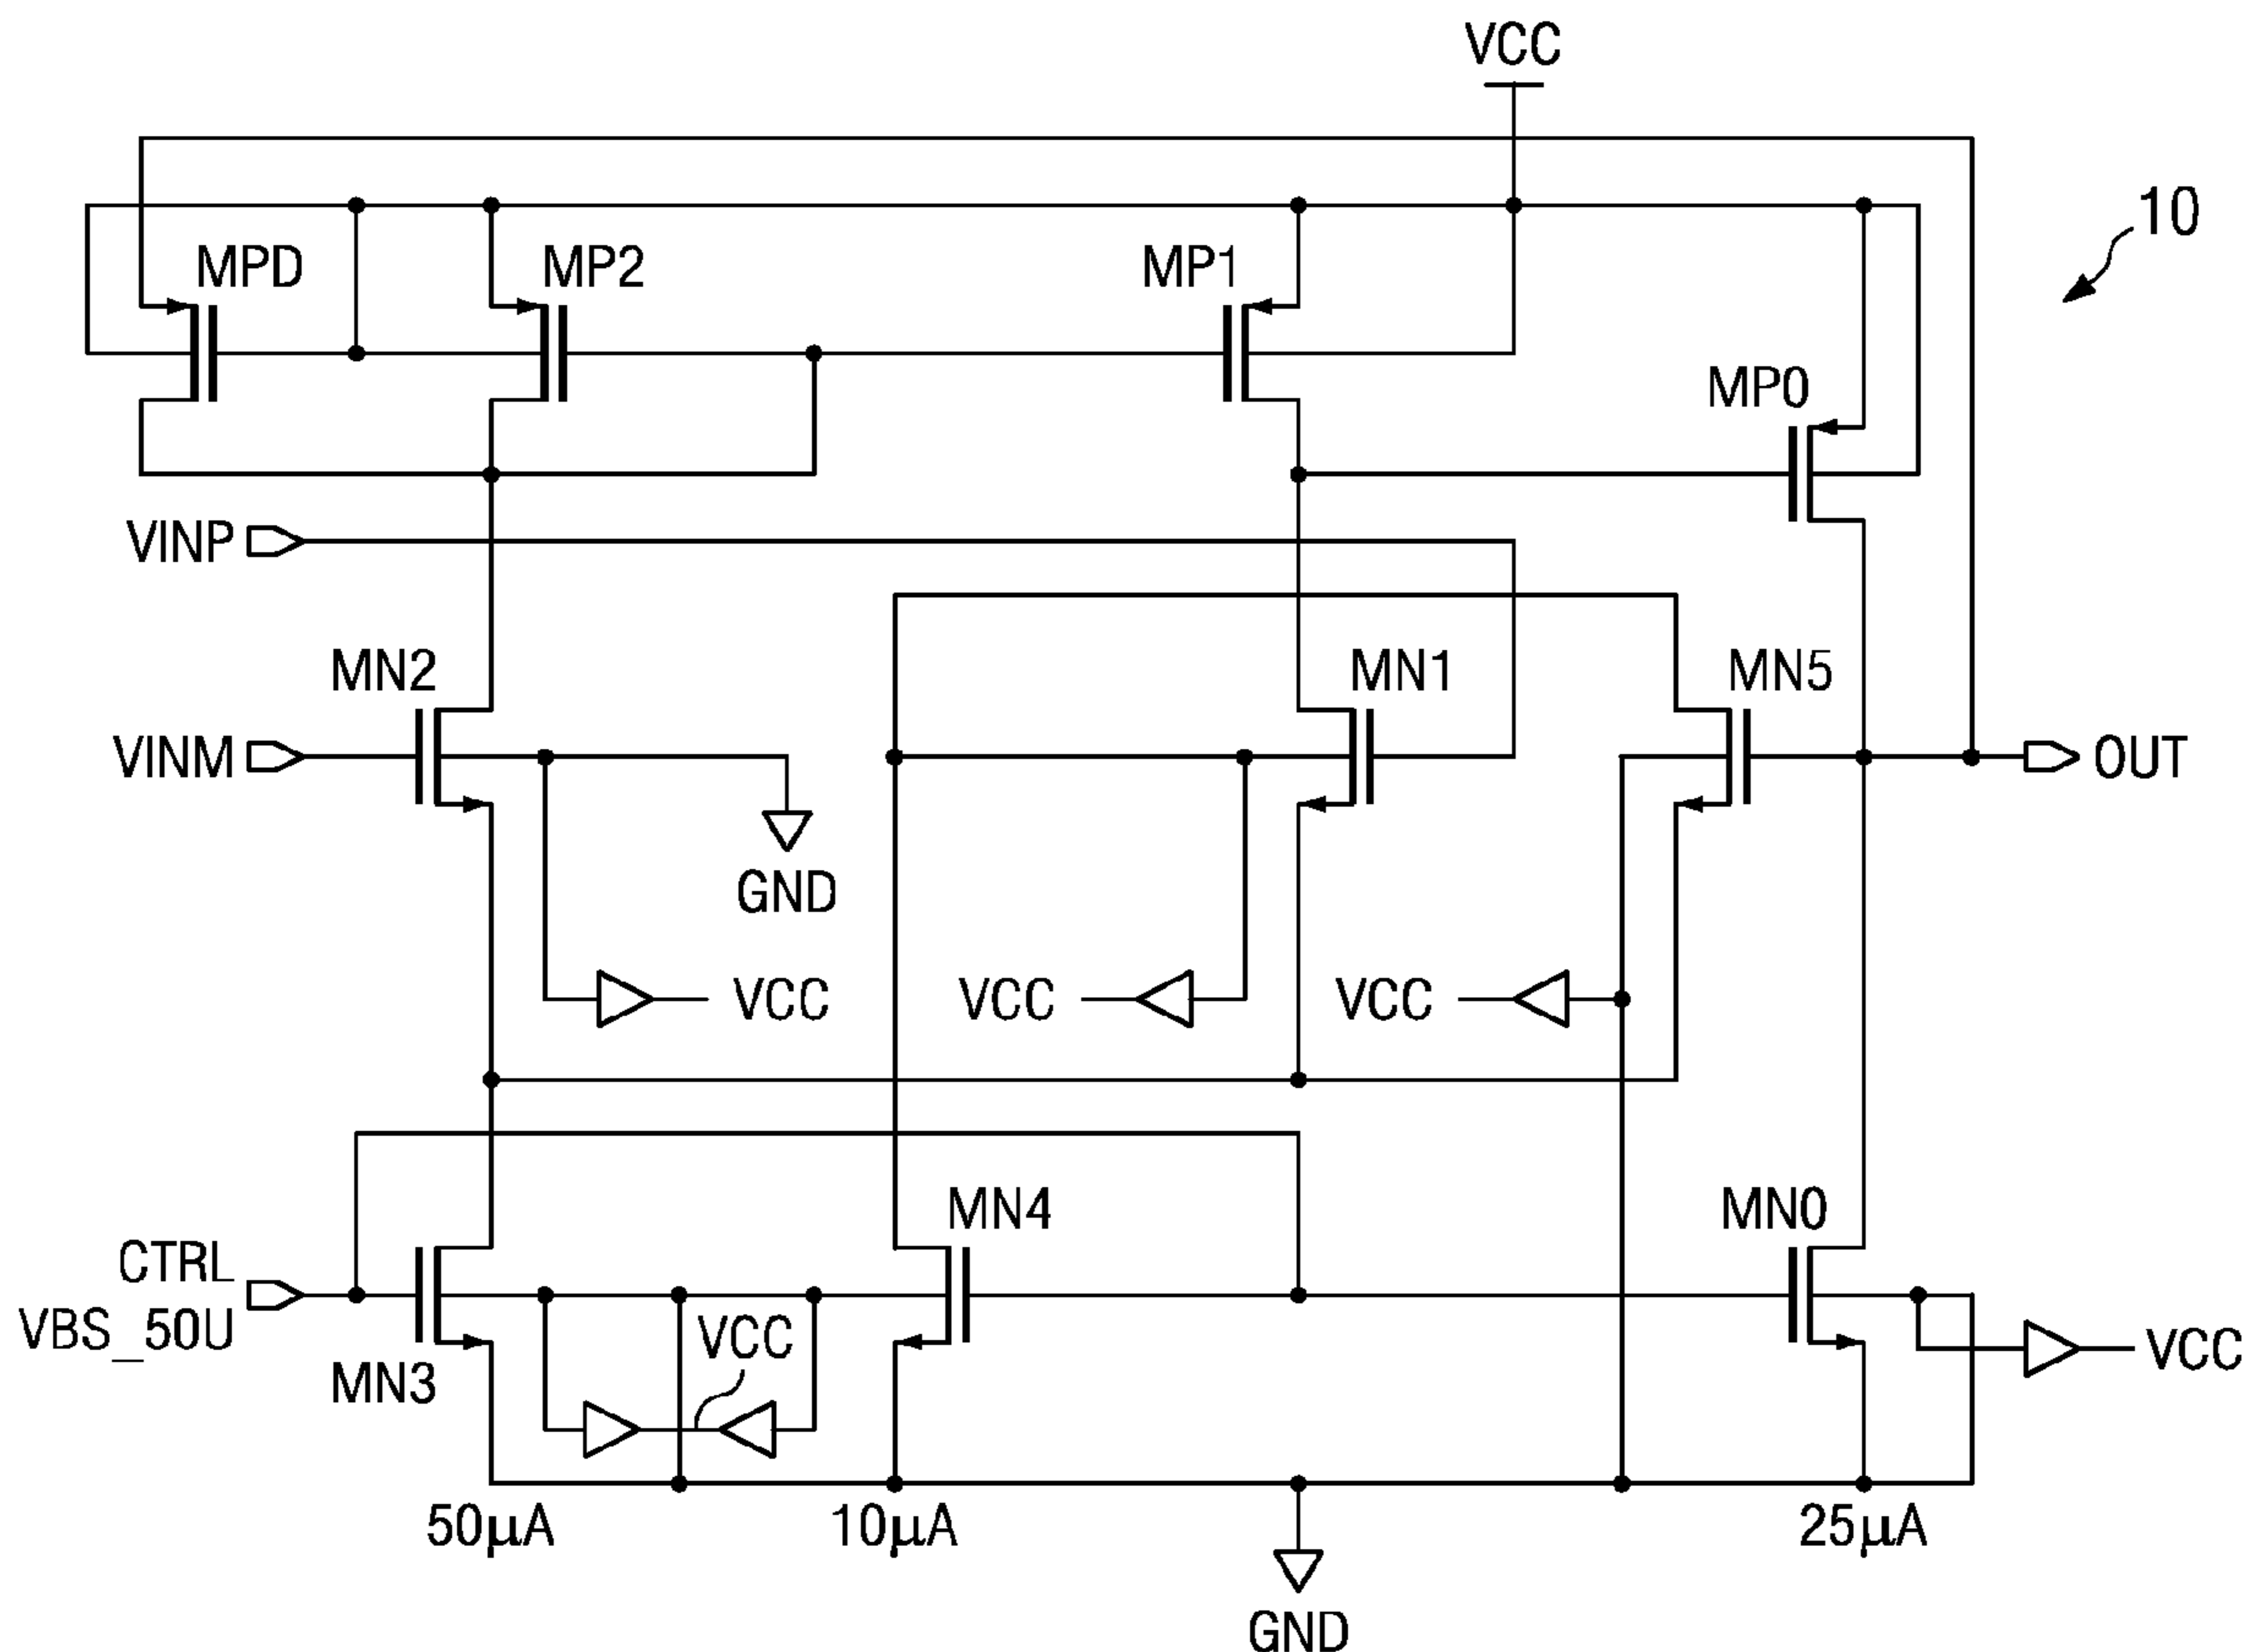 VCC
10
MPD
MP2
MP1
MP0
VINP
MN2
MN1
MN5
VINM
OUT
GND
VCC
VCC
VCC
MN4
MN0
CTRL
VBS_50U
VCC
VCC
MN3
50μA
10μA
25μA
GND